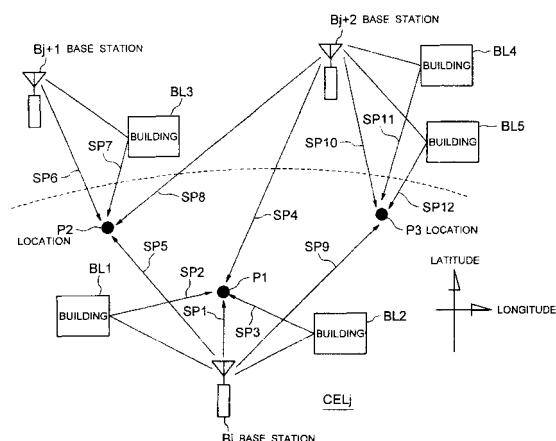 Bj+2 BASE STATION
Bj+1 BASE STATION
BL4
BUILDING
BL3
BUILDING
SP11
BL5
SP10
BUILDING
SP7
SP6
SP8
SP12
SP4
P2
LOCATION
P3 LOCATION
SP5
SP9
LATITUDE
BL1
SP2
P1
BUILDING
SP1
SP3
BL2
LONGITUDE
BUILDING
CELj
Bj BASE STATION